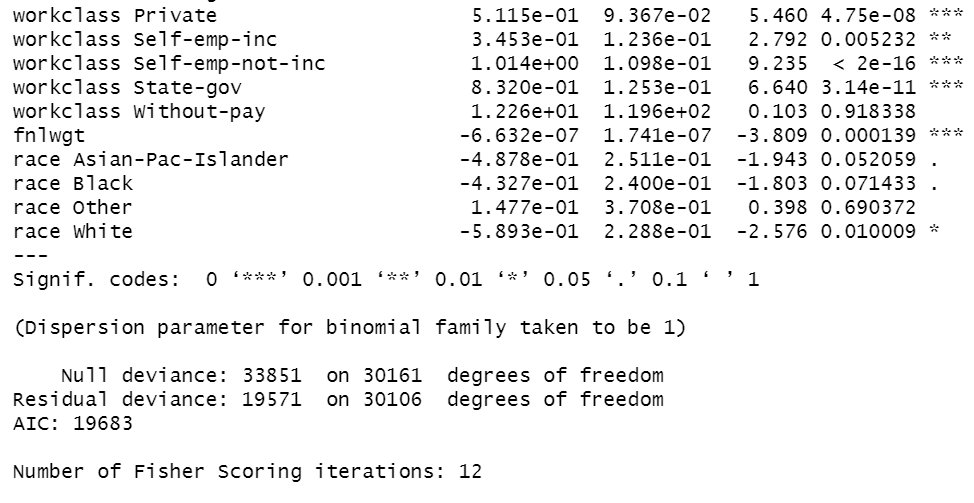 workclass Private 5.115e-01 9.367e-02 5.460 4.75e-08 ***
workclass Self-emp-inc 3.453e-01 1.236e-01 2.792 0.005232 **
workclass Self-emp-not-inc 1.014e+00 1.098e-01 9.235 < 2e-16 ***
workclass State-gov 8.320e-01 1.253e-01 6.640 3.14e-11 ***
workclass Without-pay 1.226e+01 1.196e+02 0.103 0.918338
fnlwgt -6.632e-07 1.741e-07 -3.809 0.000139 ***
race Asian-Pac-Islander -4.878e-01 2.511e-01 -1.943 0.052059 .
race Black -4.327e-01 2.400e-01 -1.803 0.071433 .
race Other 1.477e-01 3.708e-01 0.398 0.690372
race White -5.893e-01 2.288e-01 -2.576 0.010009 *
---
Signif. codes: 0 ‘***’ 0.001 ‘**’ 0.01 ‘*’ 0.05 ‘.’ 0.1 ‘ ’ 1
(Dispersion parameter for binomial family taken to be 1)
Null deviance: 33851 on 30161 degrees of freedom
Residual deviance: 19571 on 30106 degrees of freedom
AIC: 19683
Number of Fisher Scoring iterations: 12